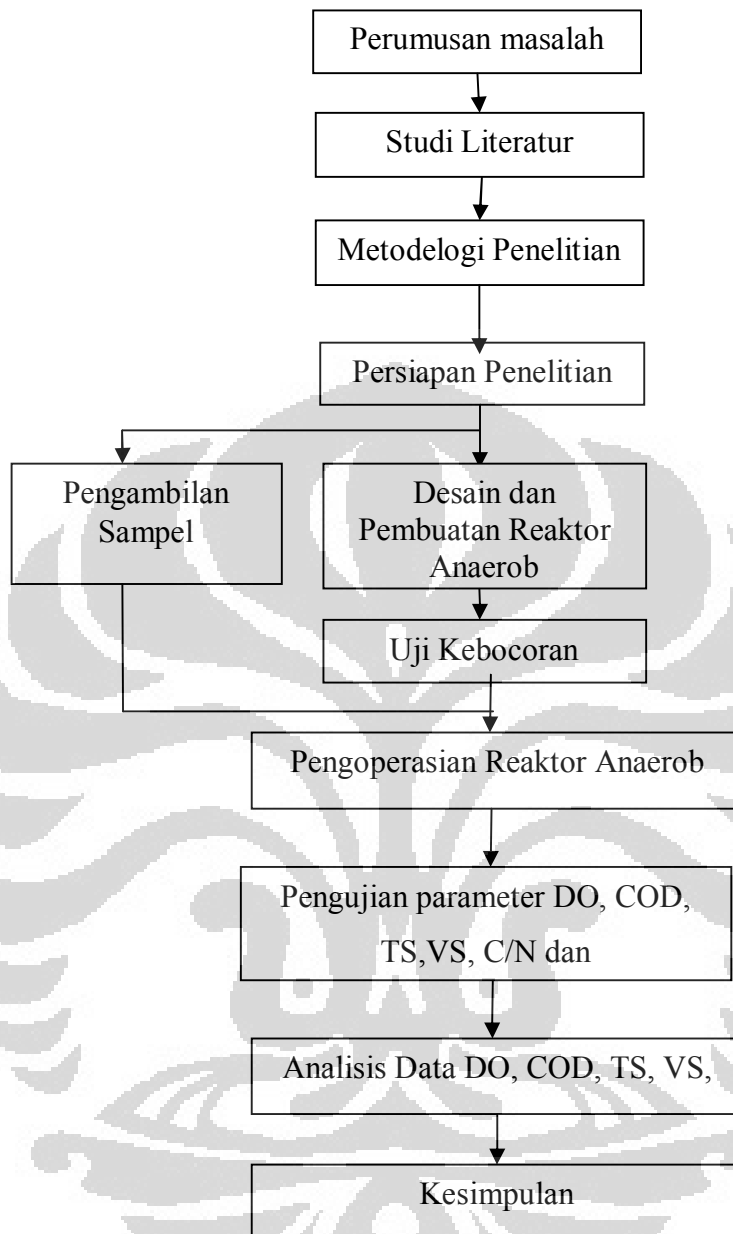 Perumusan masalah
Studi Literatur
Metodelogi Penelitian
Persiapan Penelitian
Pengambilan
Sampel
Desain dan
Pembuatan Reaktor
Anaerob
Uji Kebocoran
Pengoperasian Reaktor Anaerob
Pengujian parameter DO, COD,
TS,VS, C/N dan
Analisis Data DO, COD, TS, VS,
Kesimpulan